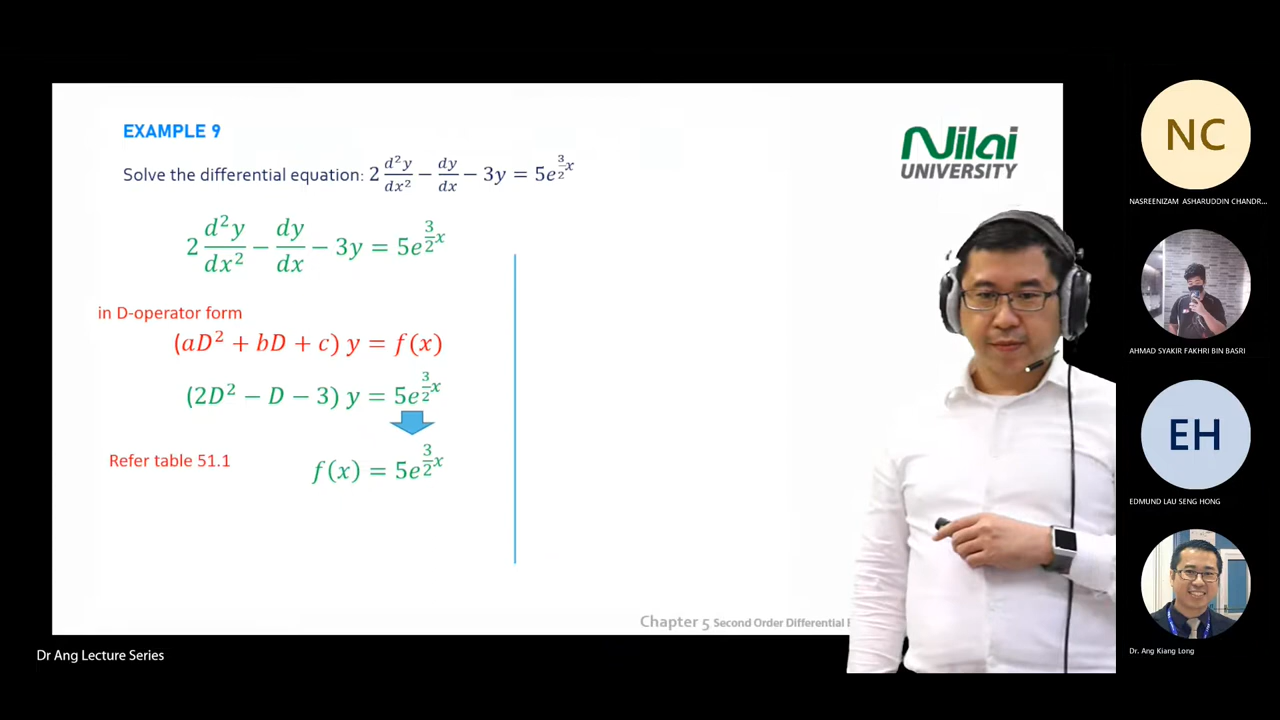 EXAMPLE 9
Nilai
UNIVERSITY
Solve the differential equation: 2 d²y/dx² − dy/dx − 3y = 5e^(3/2 x)
2 d²y/dx² − dy/dx − 3y = 5e^(3/2 x)
in D-operator form
(aD² + bD + c) y = f(x)
(2D² − D − 3) y = 5e^(3/2 x)
Refer table 51.1
f(x) = 5e^(3/2 x)
Chapter 5 Second Order Differential
Dr Ang Lecture Series
NC
NASREENIZAM ASHARUDDIN CHANDR...
AHMAD SYAKIR FAKHRI BIN BASRI
EH
EDMUND LAU SENG HONG
Dr. Ang Kiang Long